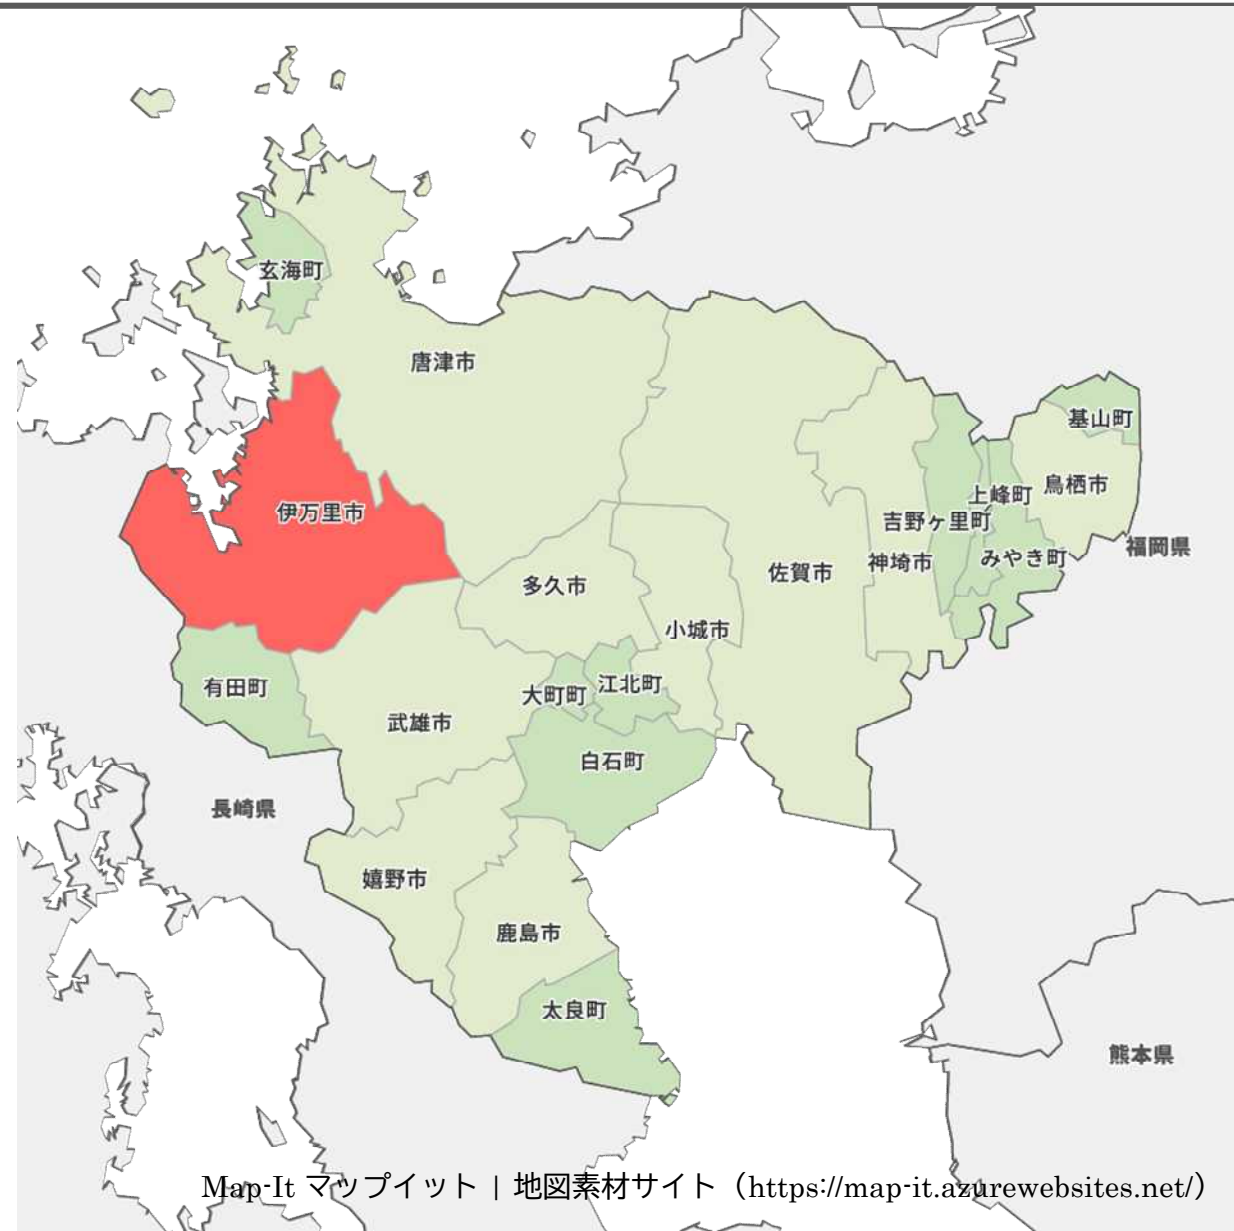 玄海町
唐津市
基山町
鳥栖市
上峰町
伊万里市
吉野ヶ里町
福岡県
みやき町
神埼市
佐賀市
多久市
小城市
有田町
江北町
大町町
武雄市
白石町
長崎県
嬉野市
鹿島市
太良町
熊本県
Map-It マップイット | 地図素材サイト（https://map-it.azurewebsites.net/）